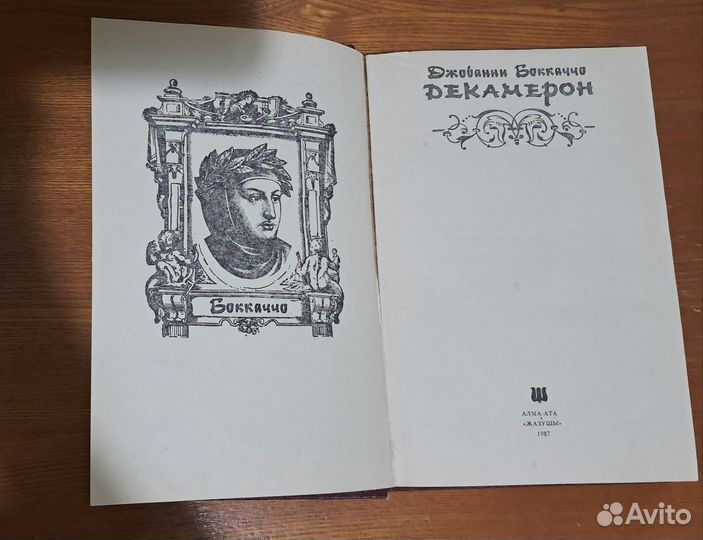 Боккаччо
Джованни Боккаччо
ДЕКАМЕРОН
АЛМА-АТА
«ЖАЗУШЫ»
1987
Avito